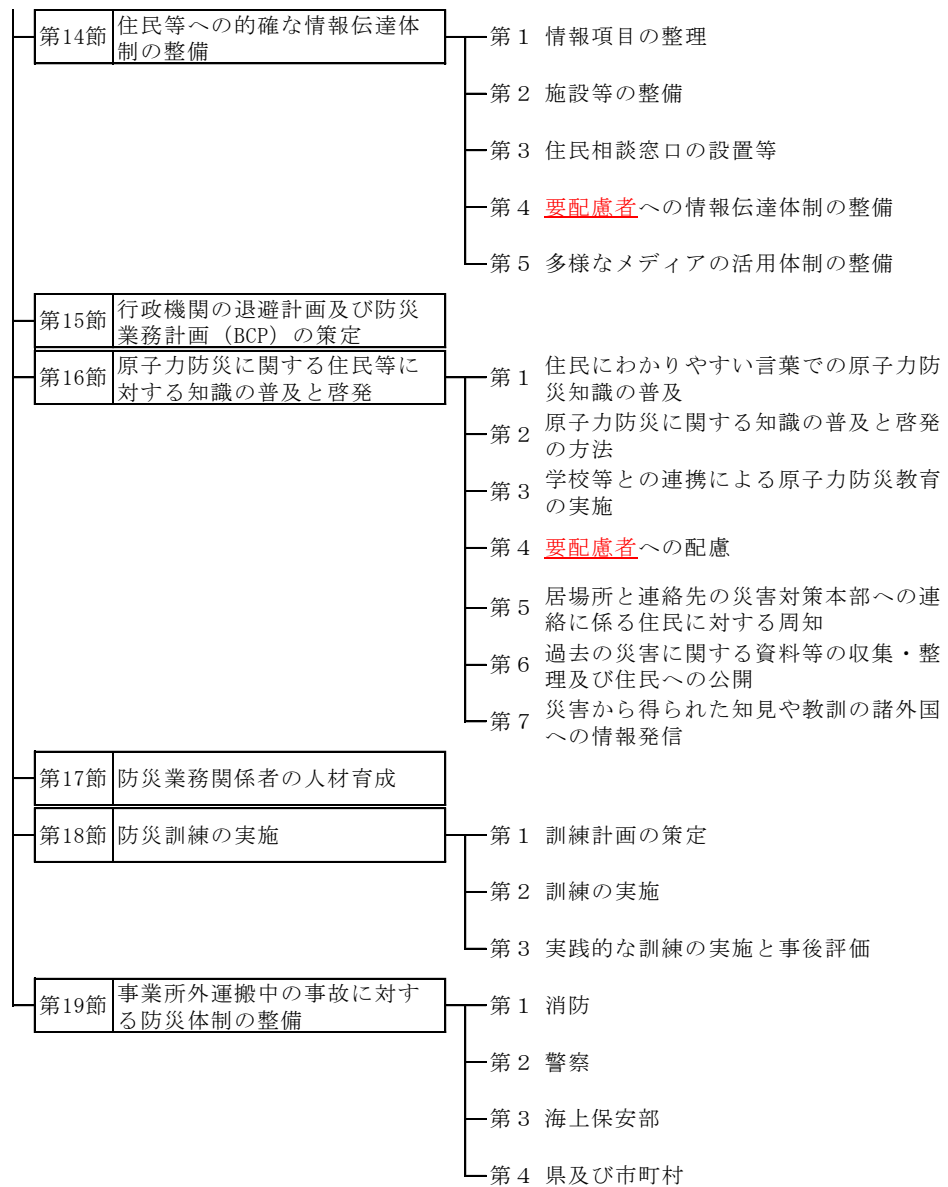 第14節 住民等への的確な情報伝達体
制の整備
第１ 情報項目の整理
第２ 施設等の整備
第３ 住民相談窓口の設置等
第４ 要配慮者への情報伝達体制の整備
第５ 多様なメディアの活用体制の整備
第15節 行政機関の退避計画及び防災
業務計画（BCP）の策定
第16節 原子力防災に関する住民等に
対する知識の普及と啓発
第１ 住民にわかりやすい言葉での原子力防
災知識の普及
第２ 原子力防災に関する知識の普及と啓発
の方法
第３ 学校等との連携による原子力防災教育
の実施
第４ 要配慮者への配慮
第５ 居場所と連絡先の災害対策本部への連
絡に係る住民に対する周知
第６ 過去の災害に関する資料等の収集・整
理及び住民への公開
第７ 災害から得られた知見や教訓の諸外国
への情報発信
第17節 防災業務関係者の人材育成
第18節 防災訓練の実施
第１ 訓練計画の策定
第２ 訓練の実施
第３ 実践的な訓練の実施と事後評価
第19節 事業所外運搬中の事故に対す
る防災体制の整備
第１ 消防
第２ 警察
第３ 海上保安部
第４ 県及び市町村